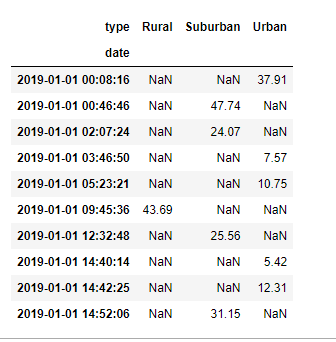 type Rural Suburban Urban
date
2019-01-01 00:08:16 NaN NaN 37.91
2019-01-01 00:46:46 NaN 47.74 NaN
2019-01-01 02:07:24 NaN 24.07 NaN
2019-01-01 03:46:50 NaN NaN 7.57
2019-01-01 05:23:21 NaN NaN 10.75
2019-01-01 09:45:36 43.69 NaN NaN
2019-01-01 12:32:48 NaN 25.56 NaN
2019-01-01 14:40:14 NaN NaN 5.42
2019-01-01 14:42:25 NaN NaN 12.31
2019-01-01 14:52:06 NaN 31.15 NaN